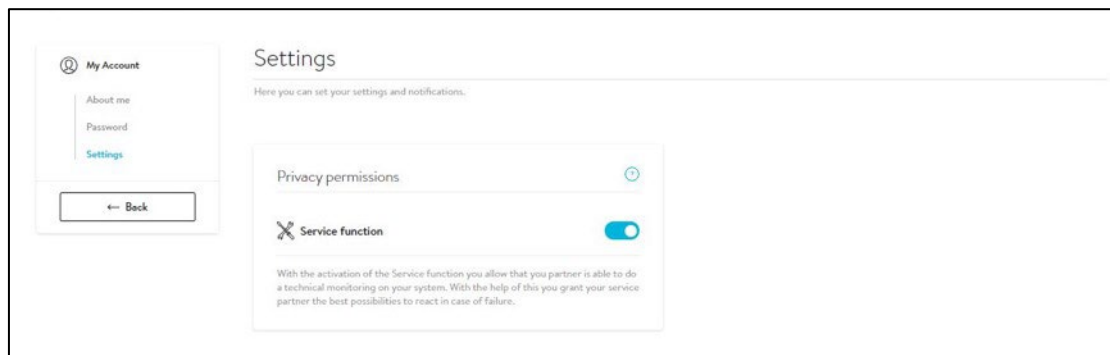 My Account
About me
Password
Settings
← Back
Settings
Here you can set your settings and notifications.
Privacy permissions
?
Service function
With the activation of the Service function you allow that you partner is able to do
a technical monitoring on your system. With the help of this you grant your service
partner the best possibilities to react in case of failure.